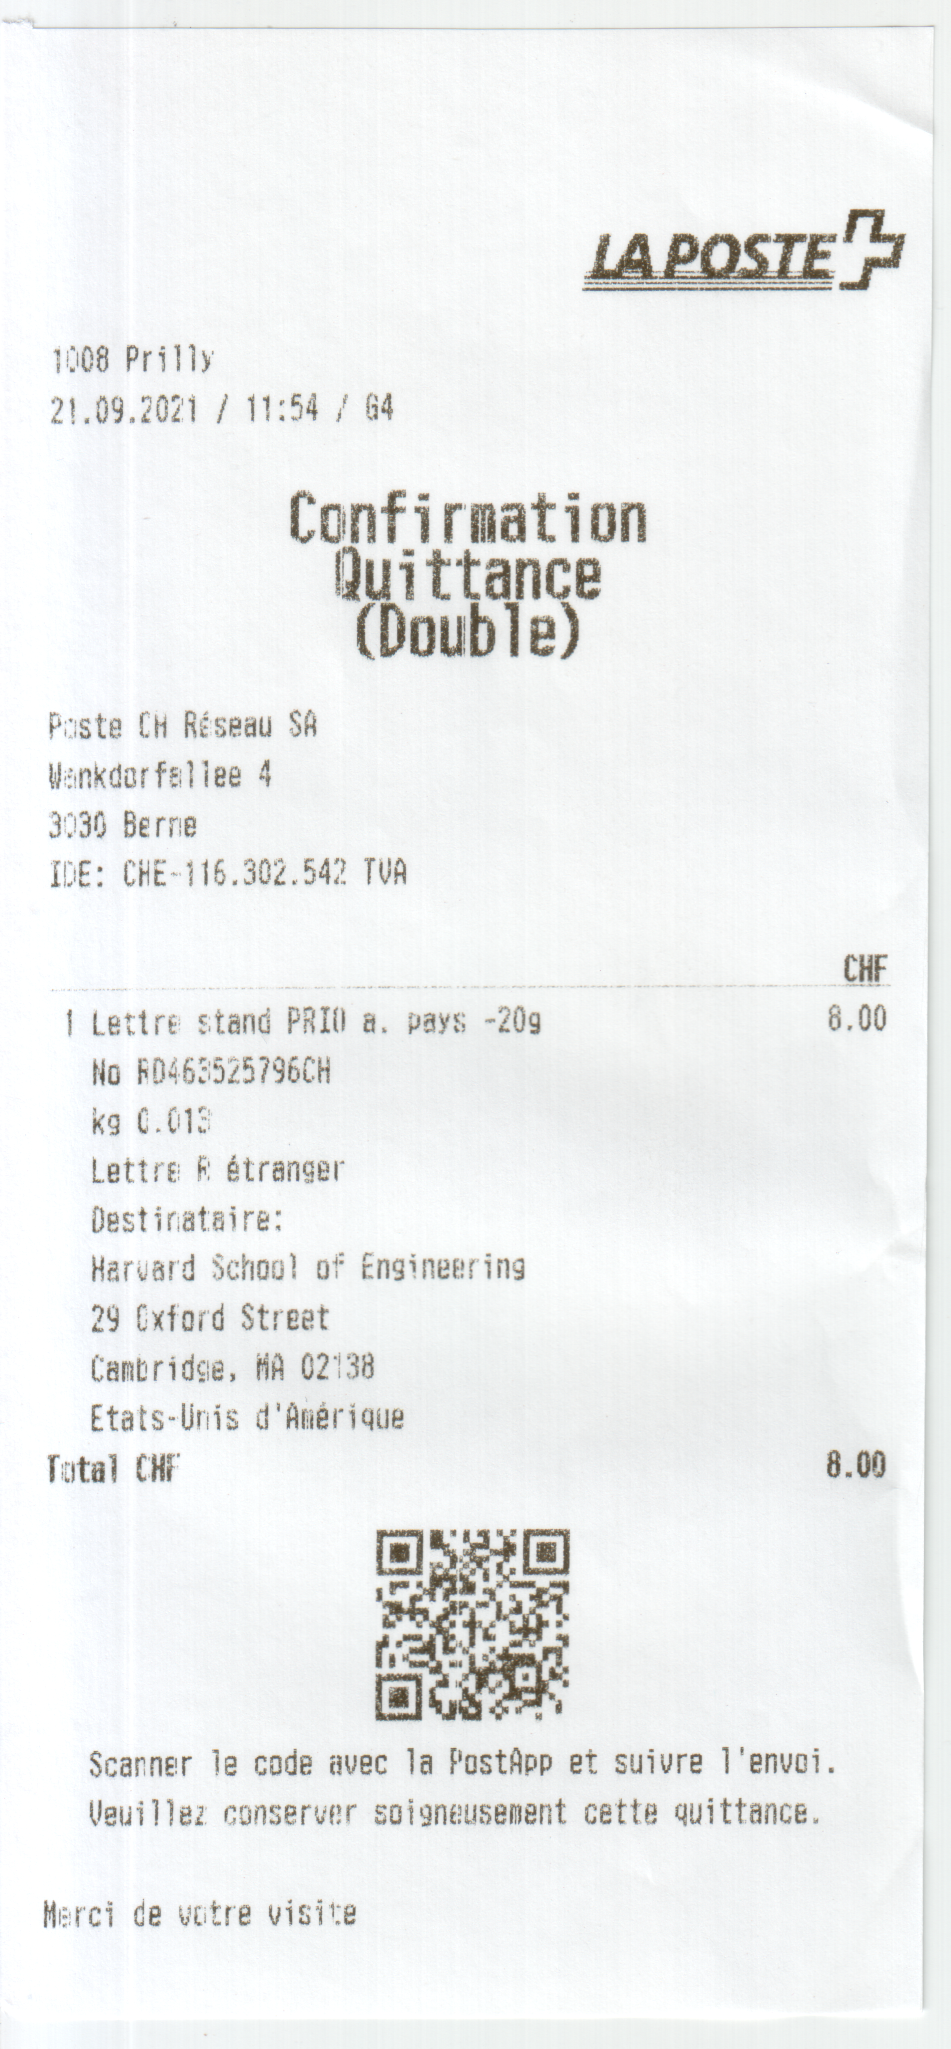 LA POSTE
1008 Prilly
21.09.2021 / 11:54 / G4
Confirmation
Quittance
(Double)
Poste CH Réseau SA
Wankdorfallee 4
3030 Berne
IDE: CHE-116.302.542 TVA
CHF
1 Lettre stand PRIO a. pays -20g 8.00
No RD463525796CH
kg 0.013
Lettre R étranger
Destinataire:
Harvard School of Engineering
29 Oxford Street
Cambridge, MA 02138
Etats-Unis d'Amérique
Total CHF 8.00
Scanner le code avec la PostApp et suivre l'envoi.
Veuillez conserver soigneusement cette quittance.
Merci de votre visite